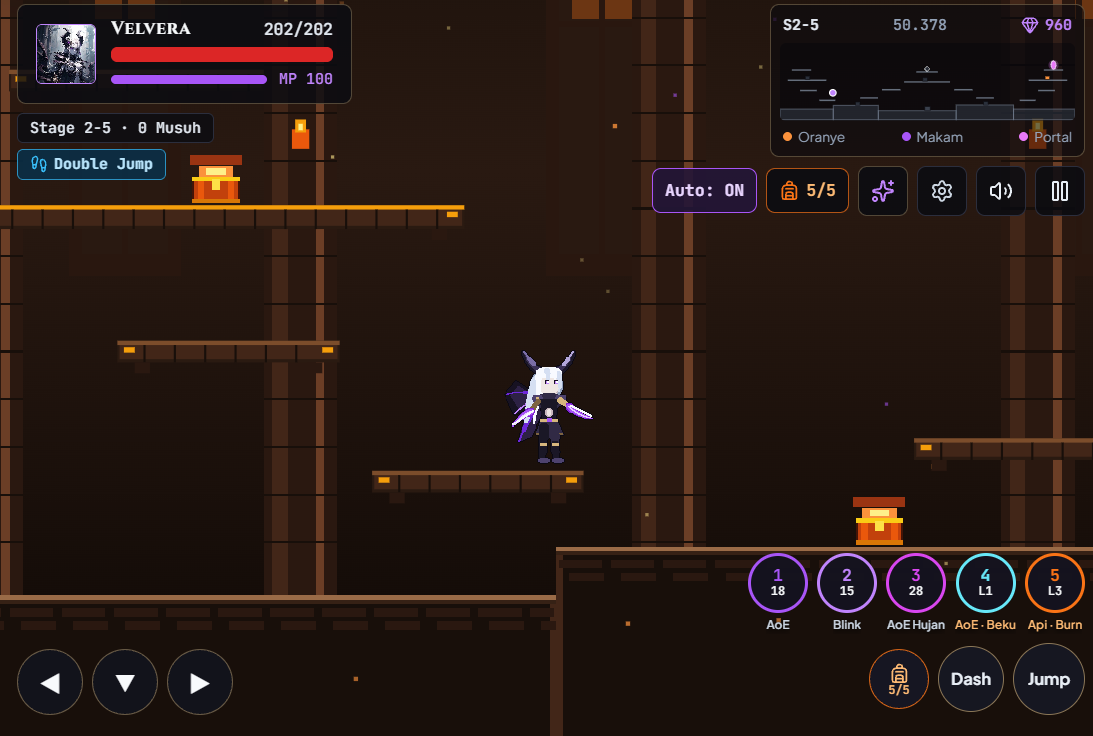 VELVERA 202/202
MP 100
Stage 2-5 · 0 Musuh
Double Jump
S2-5 50.378 960
Oranye Makam Portal
Auto: ON 5/5
1 2 3 4 5
18 15 28 L1 L3
AoE Blink AoE Hujan AoE · Beku Api · Burn
5/5 Dash Jump